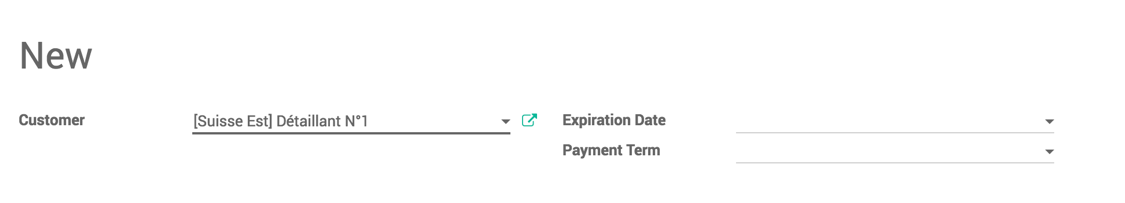 New
Customer
[Suisse Est] Détaillant N°1
Expiration Date
Payment Term